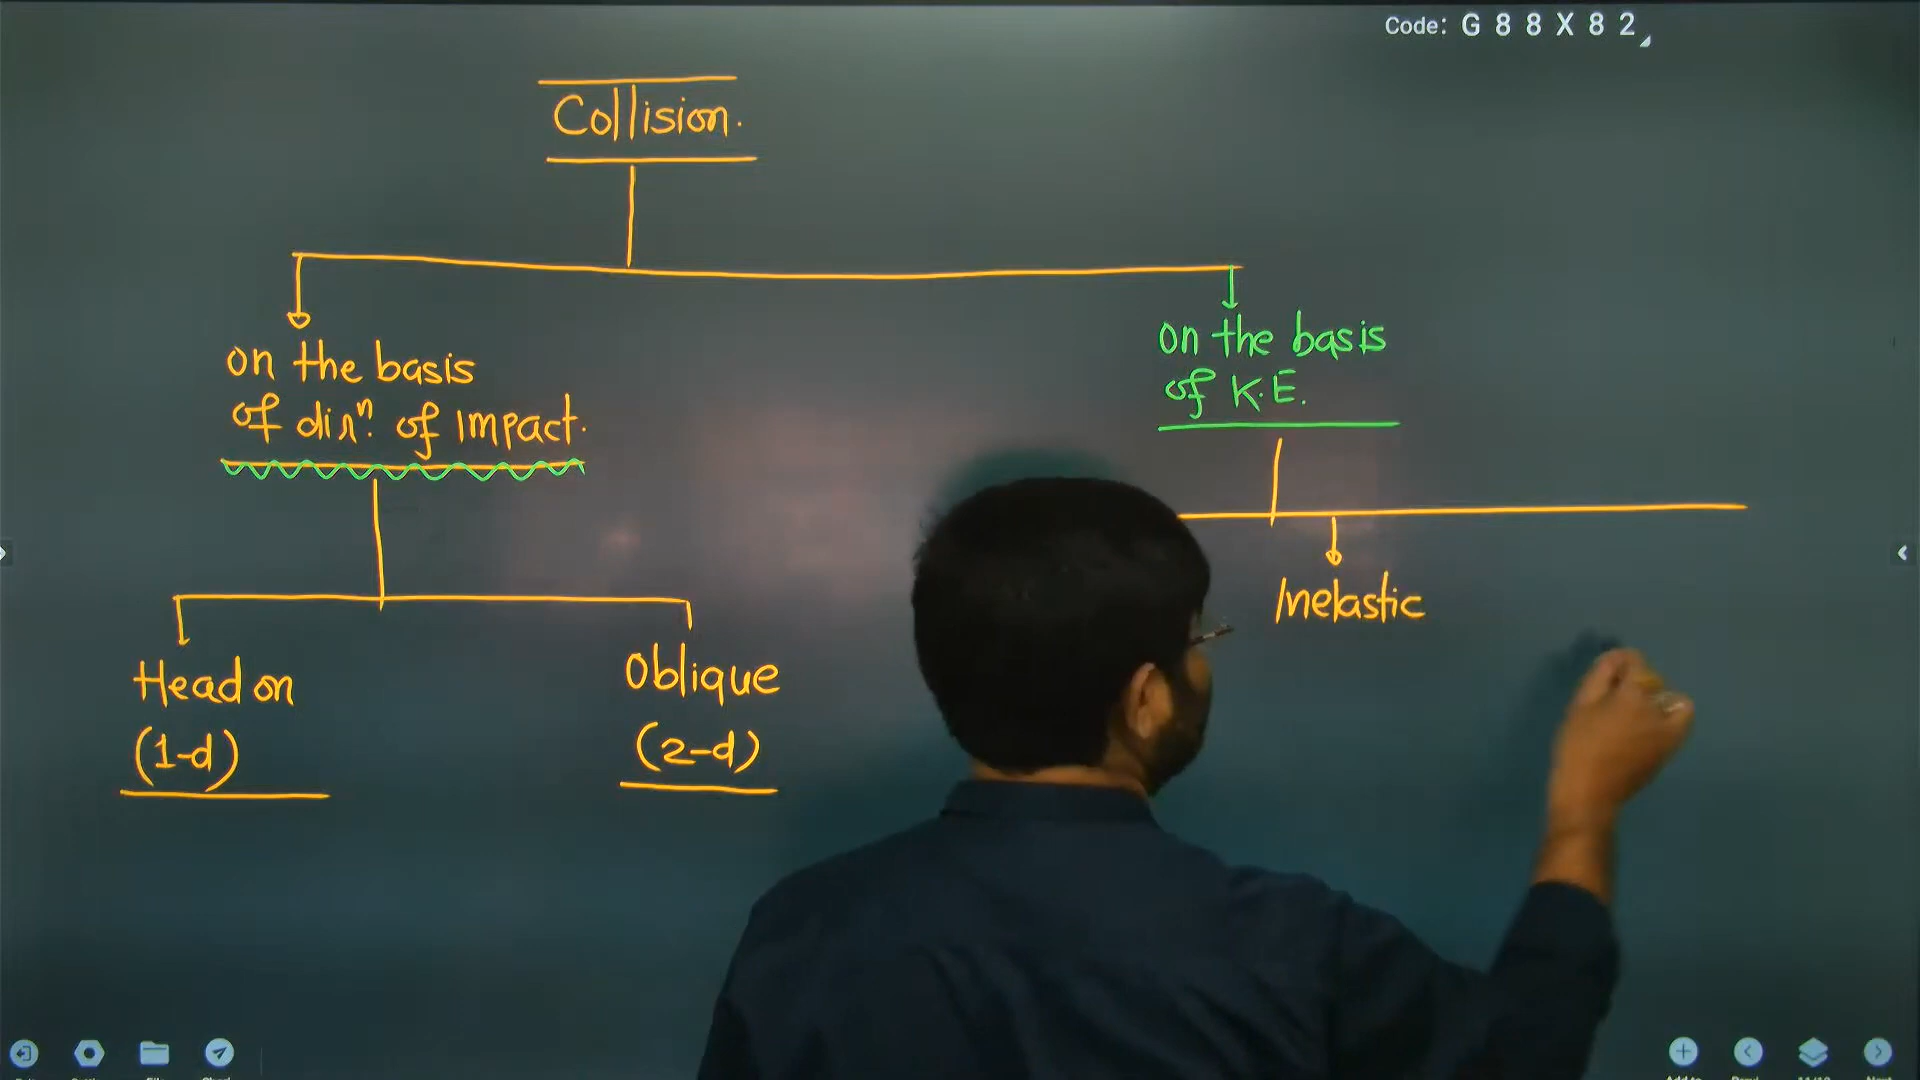 Code: G 8 8 X 8 2
Collision.
on the basis
of dirⁿ. of Impact.
on the basis
of K.E.
Inelastic
Head on
(1-d)
Oblique
(2-d)